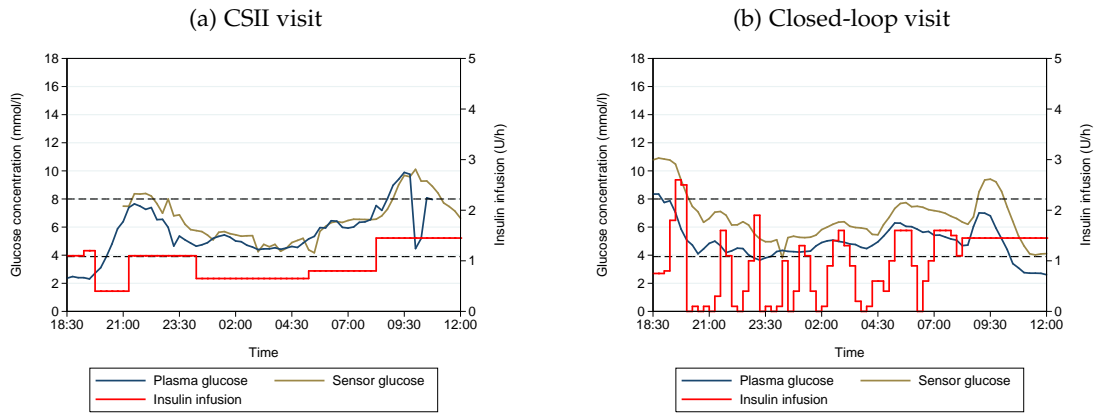 (a) CSII visit
Glucose concentration (mmol/l)
18
16
14
12
10
8
6
4
2
0
5
4
3
2
1
0
Insulin infusion (U/h)
18:30 21:00 23:30 02:00 04:30 07:00 09:30 12:00
Time
Plasma glucose Sensor glucose
Insulin infusion
(b) Closed-loop visit
Glucose concentration (mmol/l)
18
16
14
12
10
8
6
4
2
0
5
4
3
2
1
0
Insulin infusion (U/h)
18:30 21:00 23:30 02:00 04:30 07:00 09:30 12:00
Time
Plasma glucose Sensor glucose
Insulin infusion